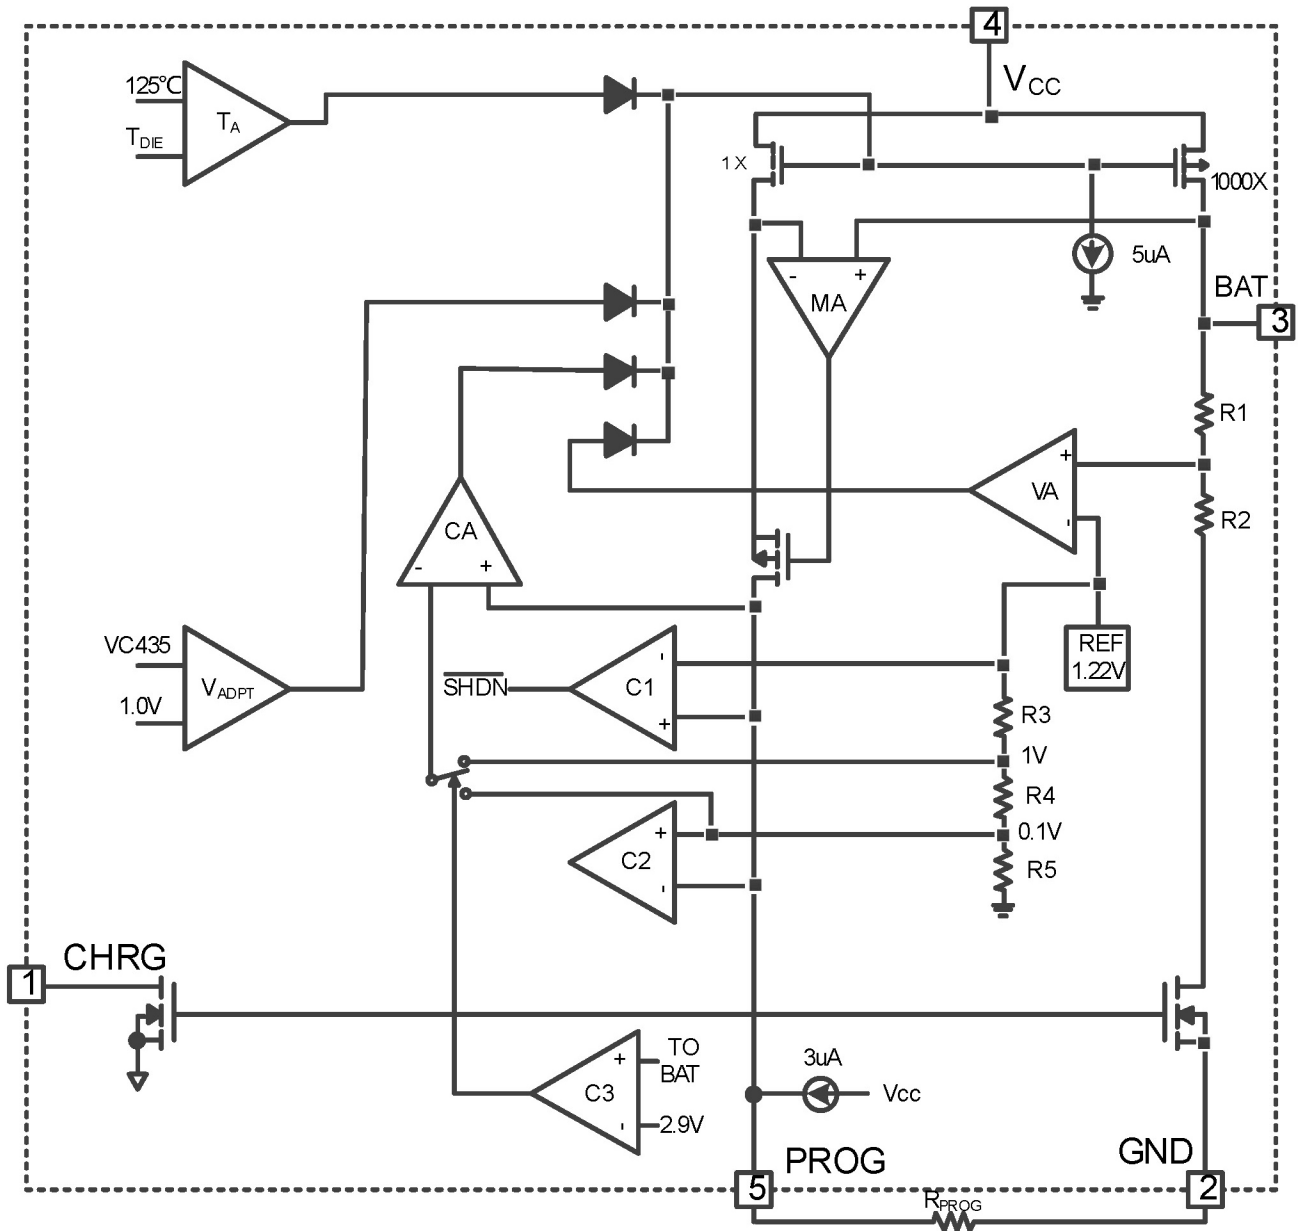 4
VCC
125°C
TA
TDIE
1X
1000X
- +
MA
5uA
BAT
3
R1
+
VA
-
R2
CA
- +
REF
1.22V
VC435
VADPT
1.0V
SHDN
-
C1
+
R3
1V
R4
0.1V
R5
+
C2
-
CHRG
1
+
C3
-
TO
BAT
2.9V
3uA
Vcc
PROG
5
GND
2
RPROG